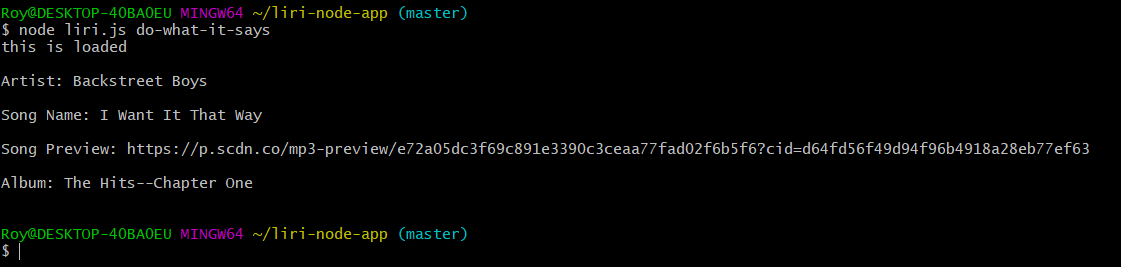 Roy@DESKTOP-40BA0EU MINGW64 ~/liri-node-app (master)
$ node liri.js do-what-it-says
this is loaded
Artist: Backstreet Boys
Song Name: I Want It That Way
Song Preview: https://p.scdn.co/mp3-preview/e72a05dc3f69c891e3390c3ceaa77fad02f6b5f6?cid=d64fd56f49d94f96b4918a28eb77ef63
Album: The Hits--Chapter One
Roy@DESKTOP-40BA0EU MINGW64 ~/liri-node-app (master)
$